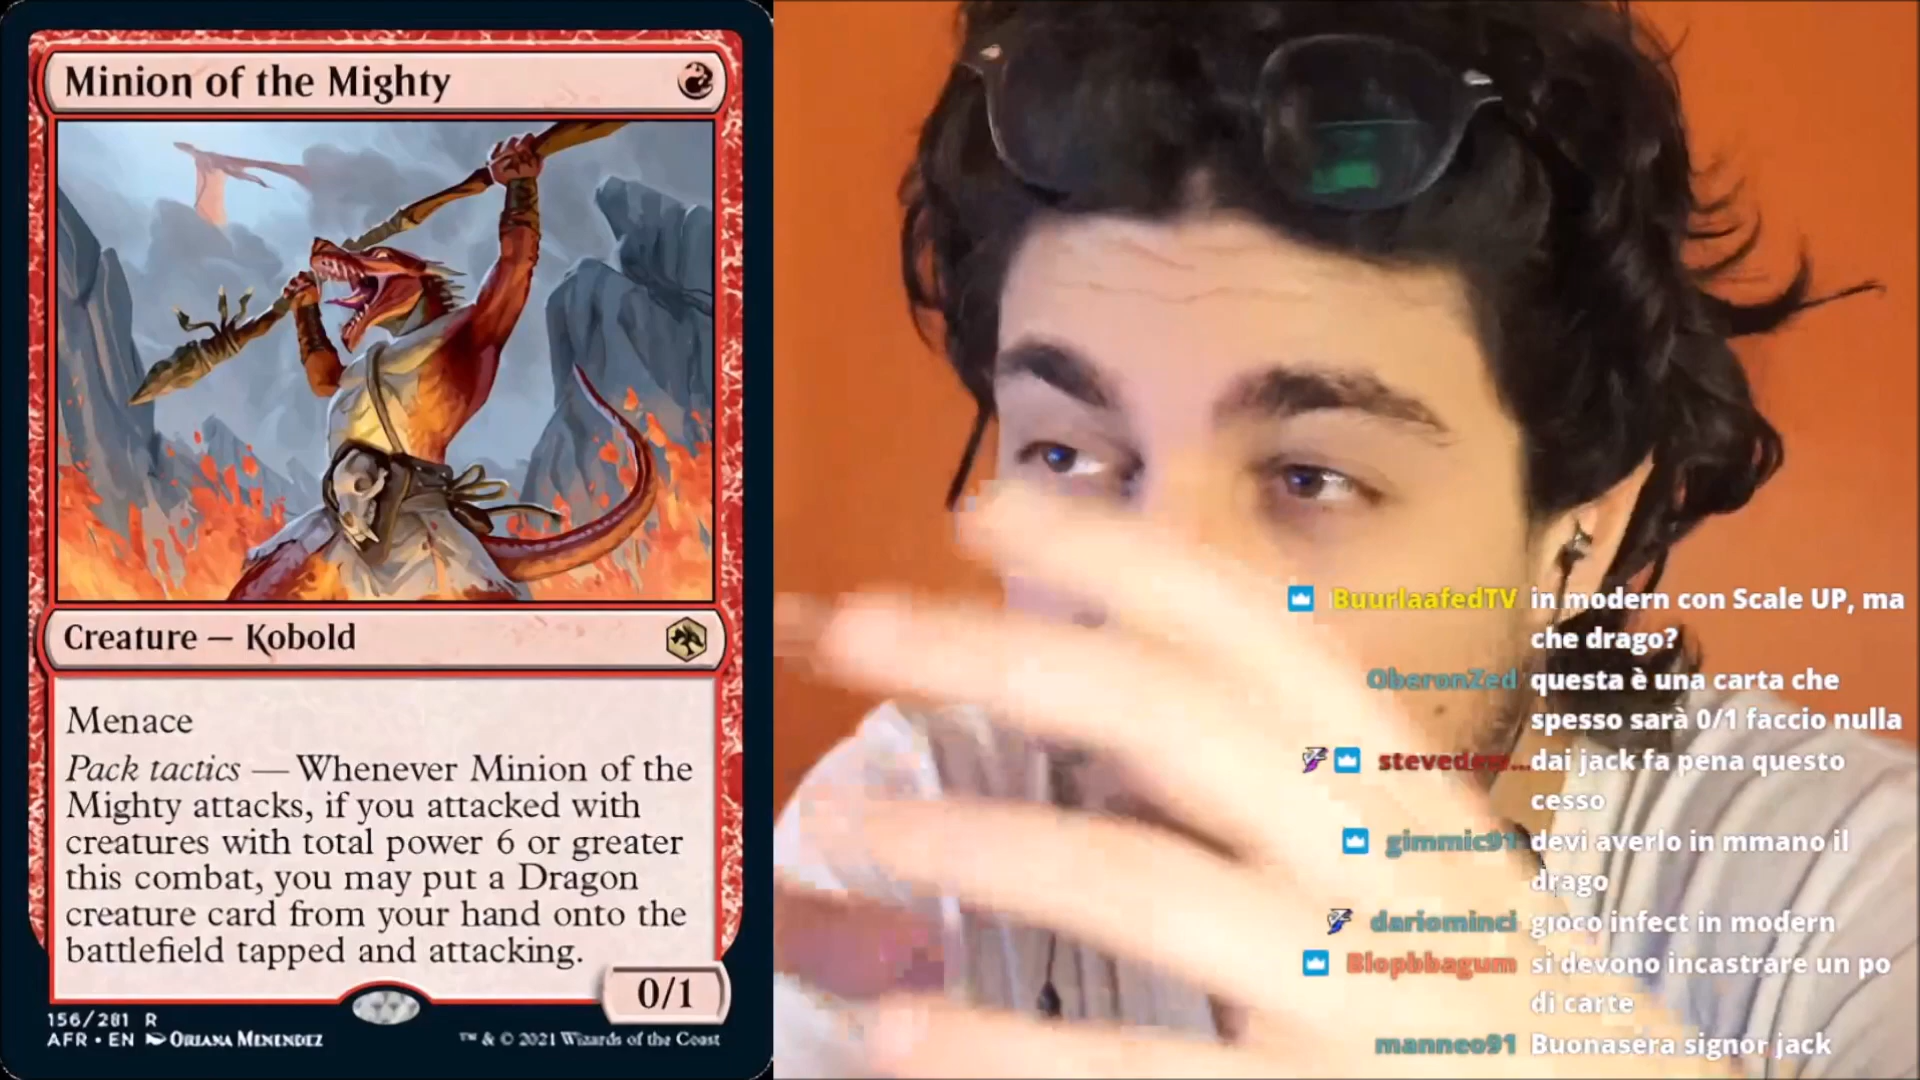 Minion of the Mighty
Creature — Kobold
Menace
Pack tactics — Whenever Minion of the
Mighty attacks, if you attacked with
creatures with total power 6 or greater
this combat, you may put a Dragon
creature card from your hand onto the
battlefield tapped and attacking.
0/1
156/281 R
AFR • EN Oriana Menendez
™ & © 2021 Wizards of the Coast
BuurlaafedTV in modern con Scale UP, ma
che drago?
OberonZed questa è una carta che
spesso sarà 0/1 faccio nulla
dai jack fa pena questo
cesso
gimmic91 devi averlo in mmano il
drago
dariominci gioco infect in modern
Blopbbagum si devono incastrare un po
di carte
manneo91 Buonasera signor jack